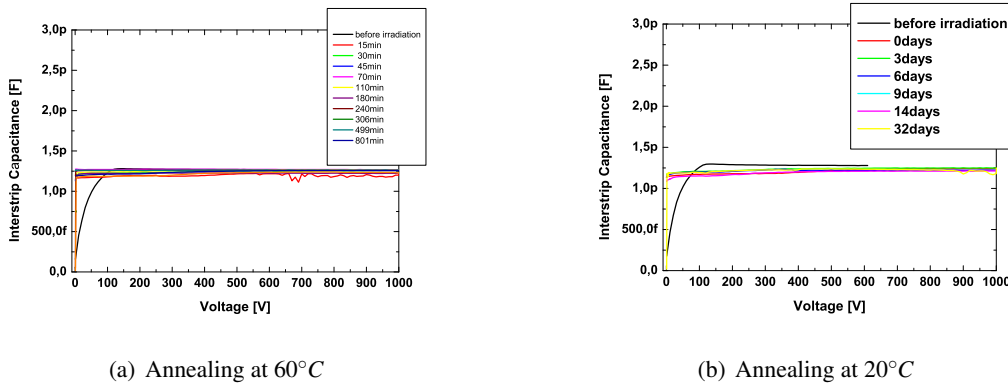 3,0p
2,5p
2,0p
1,5p
1,0p
500,0f
0,0
Interstrip Capacitance [F]
0 100 200 300 400 500 600 700 800 900 1000
Voltage [V]
before irradiation
15min
30min
45min
70min
110min
180min
240min
306min
499min
801min
(a) Annealing at 60°C
3,0p
2,5p
2,0p
1,5p
1,0p
500,0f
0,0
Interstrip Capacitance [F]
0 100 200 300 400 500 600 700 800 900 1000
Voltage [V]
before irradiation
0days
3days
6days
9days
14days
32days
(b) Annealing at 20°C